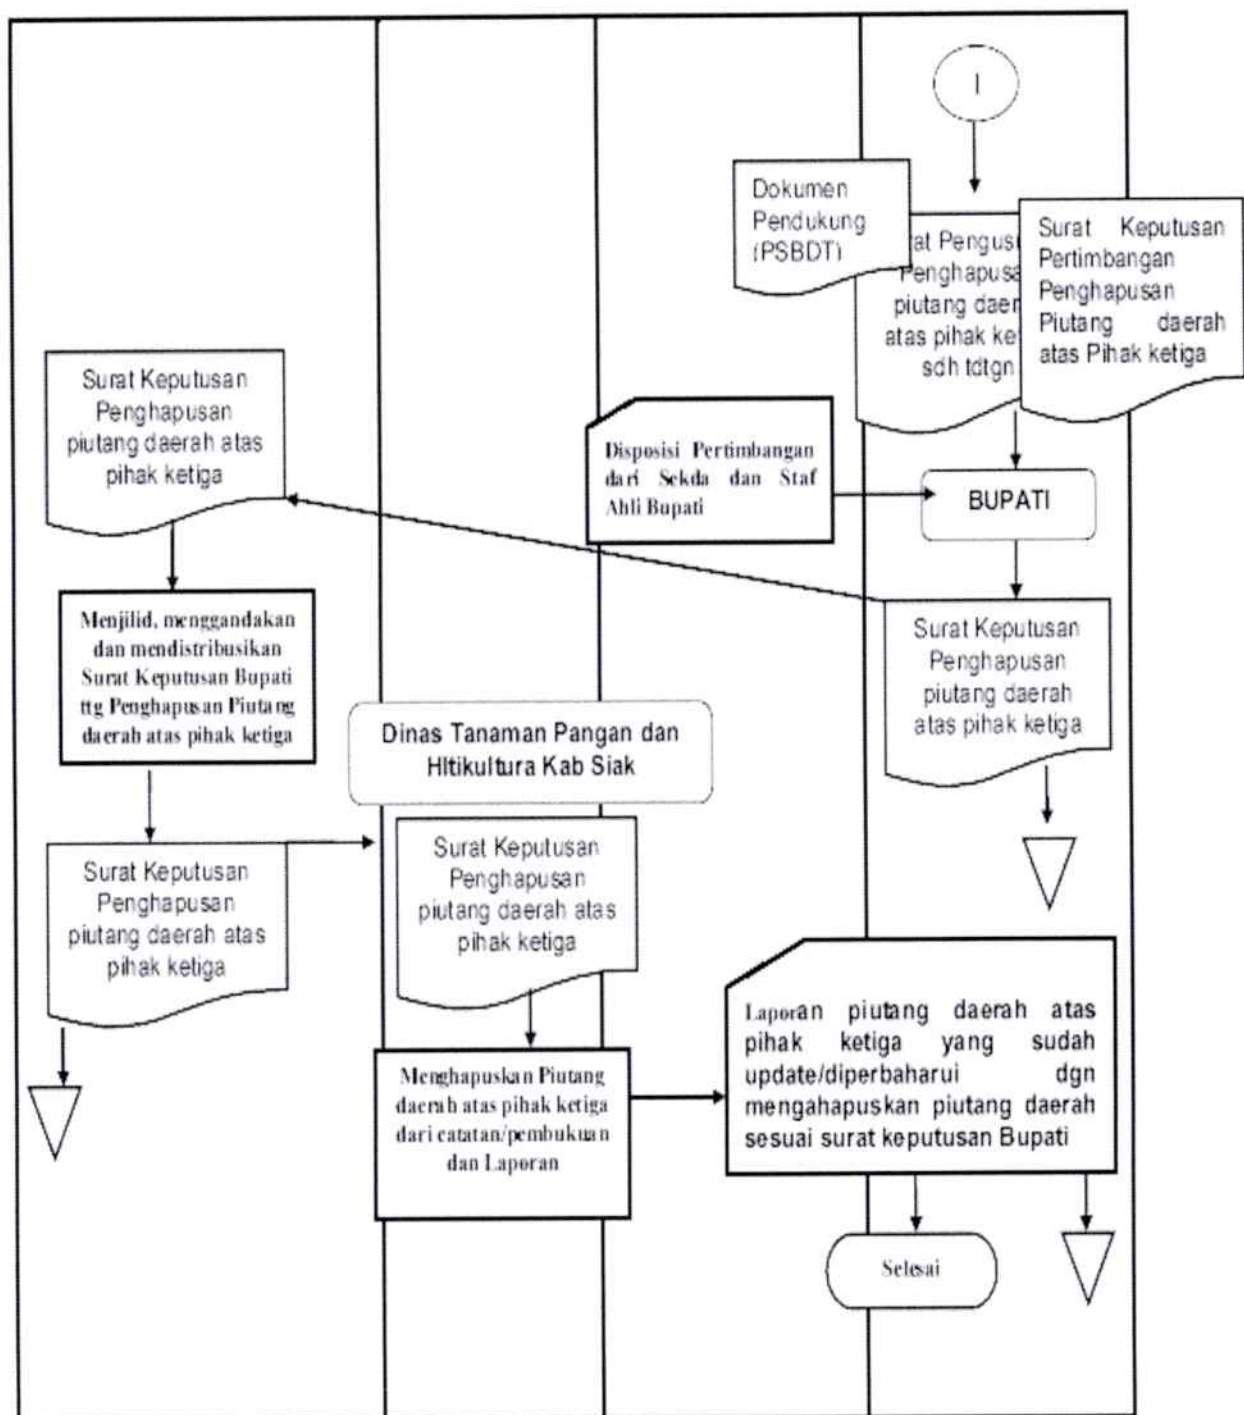 I
Dokumen
Pendukung
(PSBDT)
at Pengus
Penghapusa
piutang daer
atas pihak ke
sdh tdtgn
Surat Keputusan
Pertimbangan
Penghapusan
Piutang daerah
atas Pihak ketiga
Surat Keputusan
Penghapusan
piutang daerah atas
pihak ketiga
Disposisi Pertimbangan
dari Sekda dan Staf
Ahli Bupati
BUPATI
Surat Keputusan
Penghapusan
piutang daerah
atas pihak ketiga
Menjilid, menggandakan
dan mendistribusikan
Surat Keputusan Bupati
ttg Penghapusan Piutang
daerah atas pihak ketiga
Dinas Tanaman Pangan dan
Hltikultura Kab Siak
Surat Keputusan
Penghapusan
piutang daerah atas
pihak ketiga
Surat Keputusan
Penghapusan
piutang daerah atas
pihak ketiga
Menghapuskan Piutang
daerah atas pihak ketiga
dari catatan/pembukuan
dan Laporan
Laporan piutang daerah atas
pihak ketiga yang sudah
update/diperbaharui dgn
mengahapuskan piutang daerah
sesuai surat keputusan Bupati
Selesai